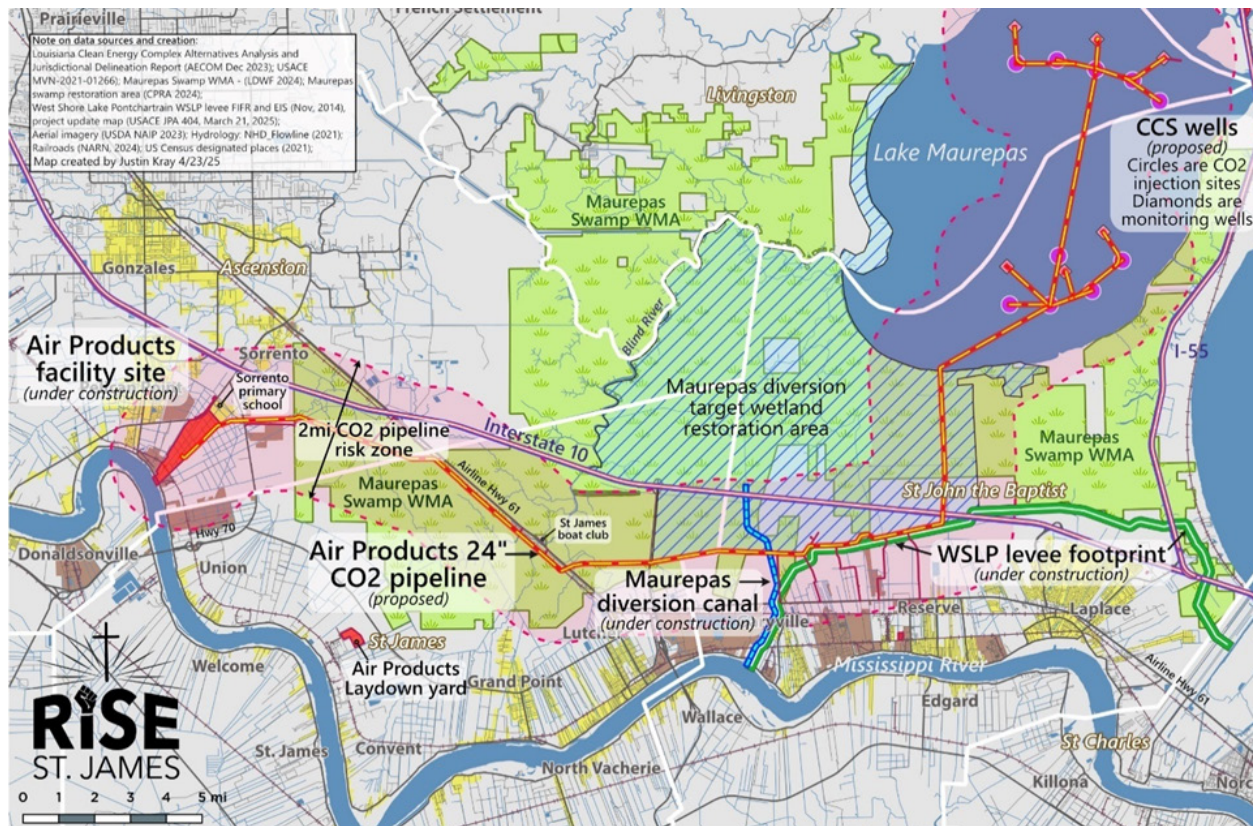 Prairieville
French Settlement
Note on data sources and creation:
Louisiana Clean Energy Complex Alternatives Analysis and
Jurisdictional Delineation Report (AECOM Dec 2023); USACE
MVN-2021-01266); Maurepas Swamp WMA - (LDWF 2024); Maurepas
swamp restoration area (CPRA 2024);
West Shore Lake Pontchartrain WSLP levee FIFR and EIS (Nov, 2014),
project update map (USACE JPA 404, March 21, 2025);
Aerial imagery (USDA NAIP 2023); Hydrology: NHD_Flowline (2021);
Railroads (NARN, 2024); US Census designated places (2021);
Map created by Justin Kray 4/23/25
Livingston
Lake Maurepas
CCS wells
(proposed)
Circles are CO2
injection sites
Diamonds are
monitoring wells
Maurepas
Swamp WMA
Gonzales
Ascension
Blind River
Air Products
facility site
(under construction)
Sorrento
Sorrento
primary
school
I-55
2mi CO2 pipeline
risk zone
Interstate 10
Maurepas diversion
target wetland
restoration area
Maurepas
Swamp WMA
Maurepas
Swamp WMA
Airline Hwy 61
St John the Baptist
Hwy 70
Donaldsonville
Union
St James
boat club
Air Products 24"
CO2 pipeline
(proposed)
Maurepas
diversion canal
(under construction)
WSLP levee footprint
(under construction)
Reserve
Laplace
St James
Air Products
Laydown yard
Welcome
Grand Point
Mississippi River
Airline Hwy 61
Wallace
Edgard
RISE
ST. JAMES
St. James
Convent
North Vacherie
St Charles
Killona
0 1 2 3 4 5 mi